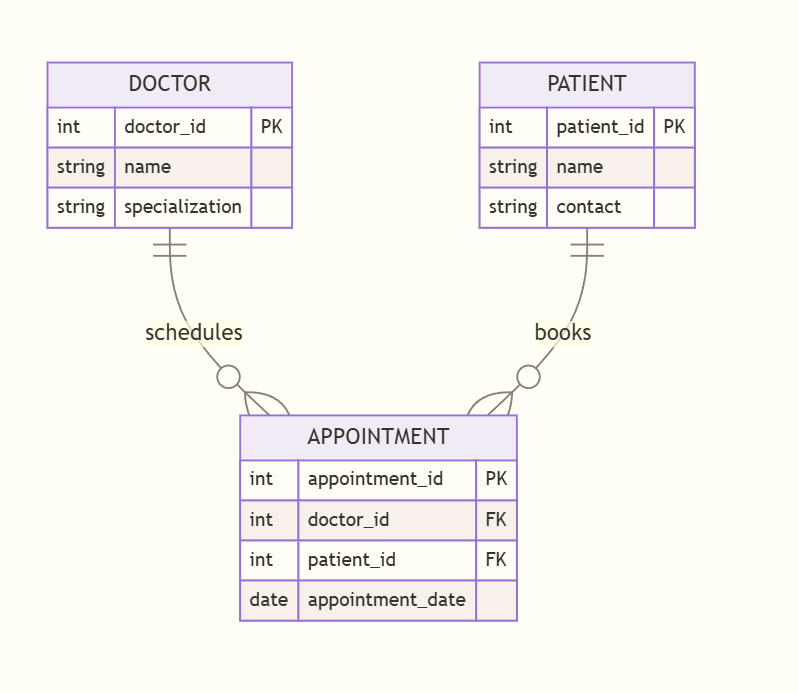 DOCTOR
int doctor_id PK
string name
string specialization
PATIENT
int patient_id PK
string name
string contact
schedules
books
APPOINTMENT
int appointment_id PK
int doctor_id FK
int patient_id FK
date appointment_date